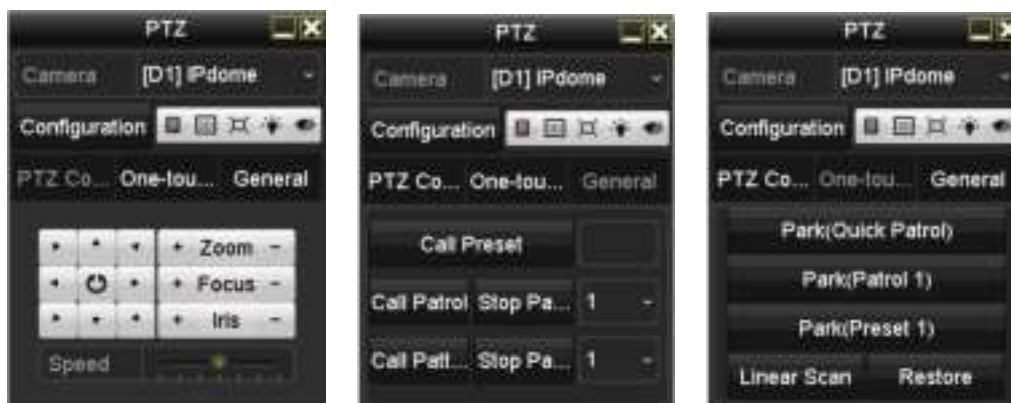 PTZ
Camera [D1] IPdome
Configuration
PTZ Co... One-tou... General
+ Zoom -
+ Focus -
+ Iris -
Speed
PTZ
Camera [D1] IPdome
Configuration
PTZ Co... One-tou... General
Call Preset
Call Patrol Stop Pa... 1
Call Patt... Stop Pa... 1
PTZ
Camera [D1] IPdome
Configuration
PTZ Co... One-tou... General
Park(Quick Patrol)
Park(Patrol 1)
Park(Preset 1)
Linear Scan Restore